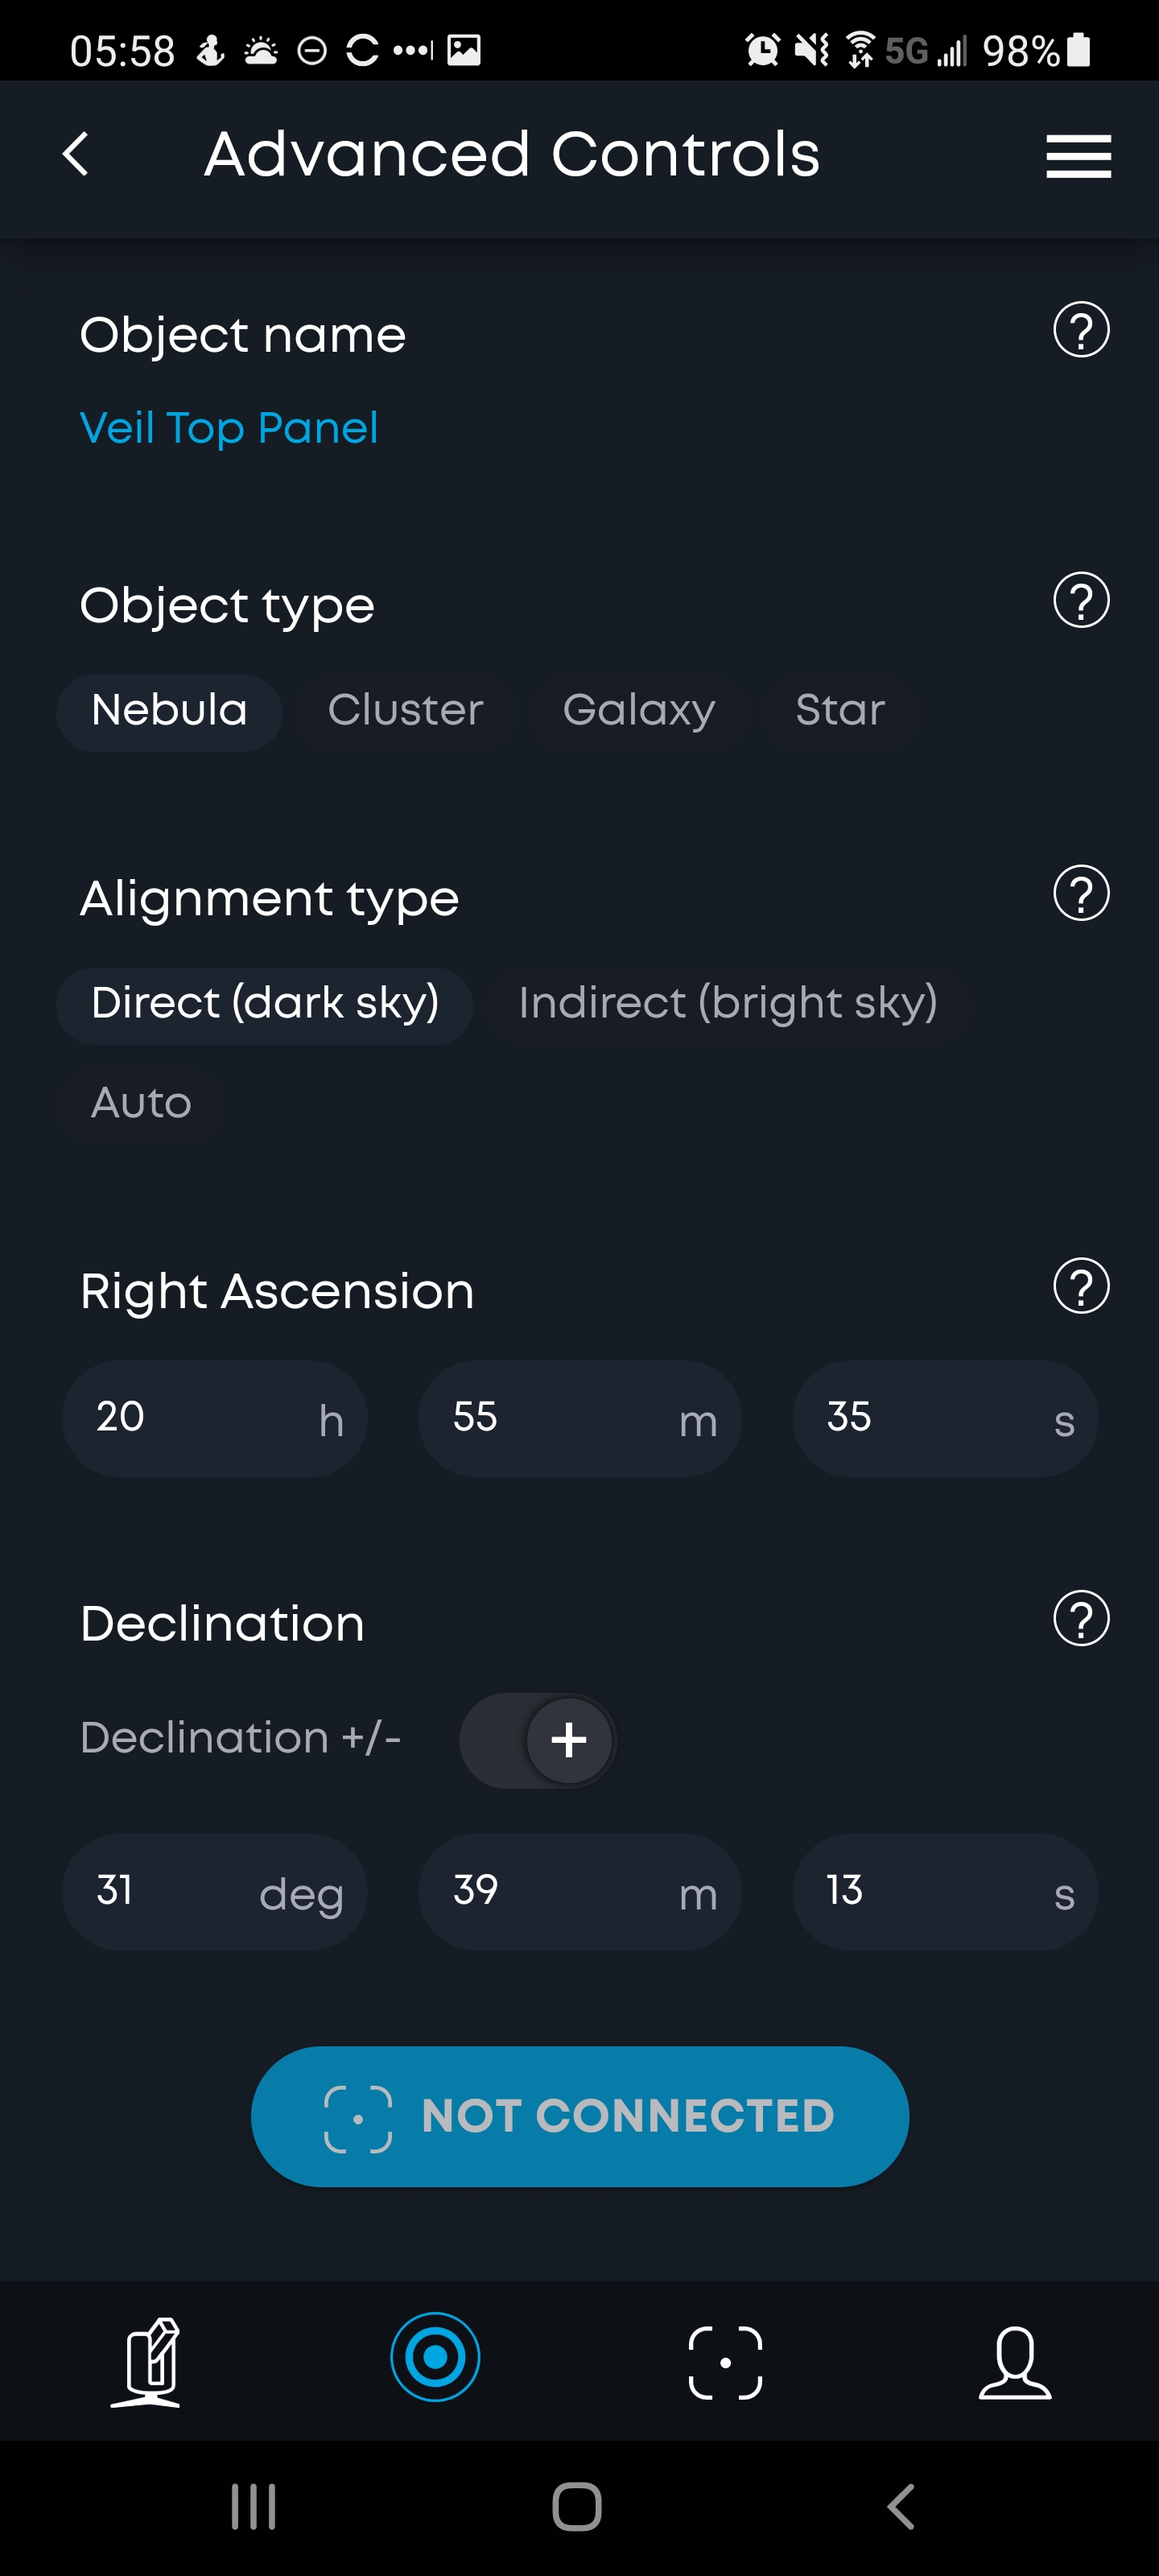 05:58 5G 98%
Advanced Controls
Object name ?
Veil Top Panel
Object type ?
Nebula Cluster Galaxy Star
Alignment type ?
Direct (dark sky) Indirect (bright sky)
Auto
Right Ascension ?
20 h 55 m 35 s
Declination ?
Declination +/- +
31 deg 39 m 13 s
NOT CONNECTED